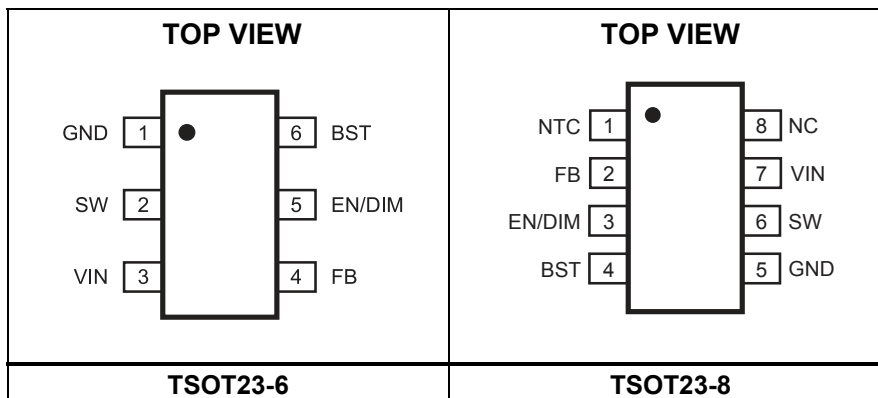 TOP VIEW
GND 1 6 BST
SW 2 5 EN/DIM
VIN 3 4 FB
TSOT23-6
TOP VIEW
NTC 1 8 NC
FB 2 7 VIN
EN/DIM 3 6 SW
BST 4 5 GND
TSOT23-8